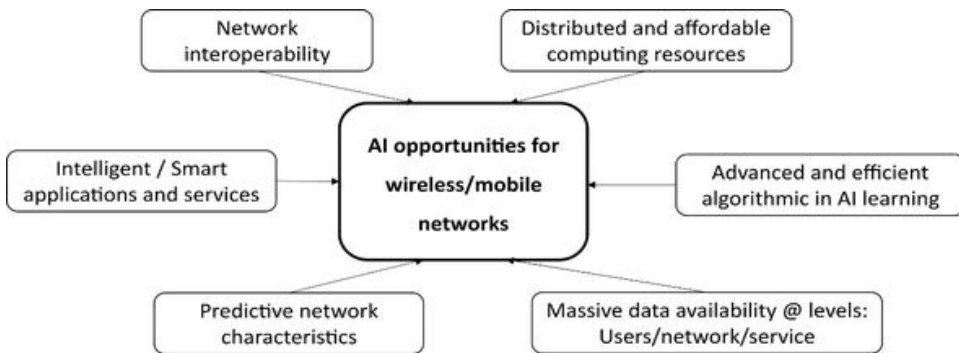 Network
interoperability
Distributed and affordable
computing resources
AI opportunities for
wireless/mobile
networks
Intelligent / Smart
applications and services
Advanced and efficient
algorithmic in AI learning
Predictive network
characteristics
Massive data availability @ levels:
Users/network/service